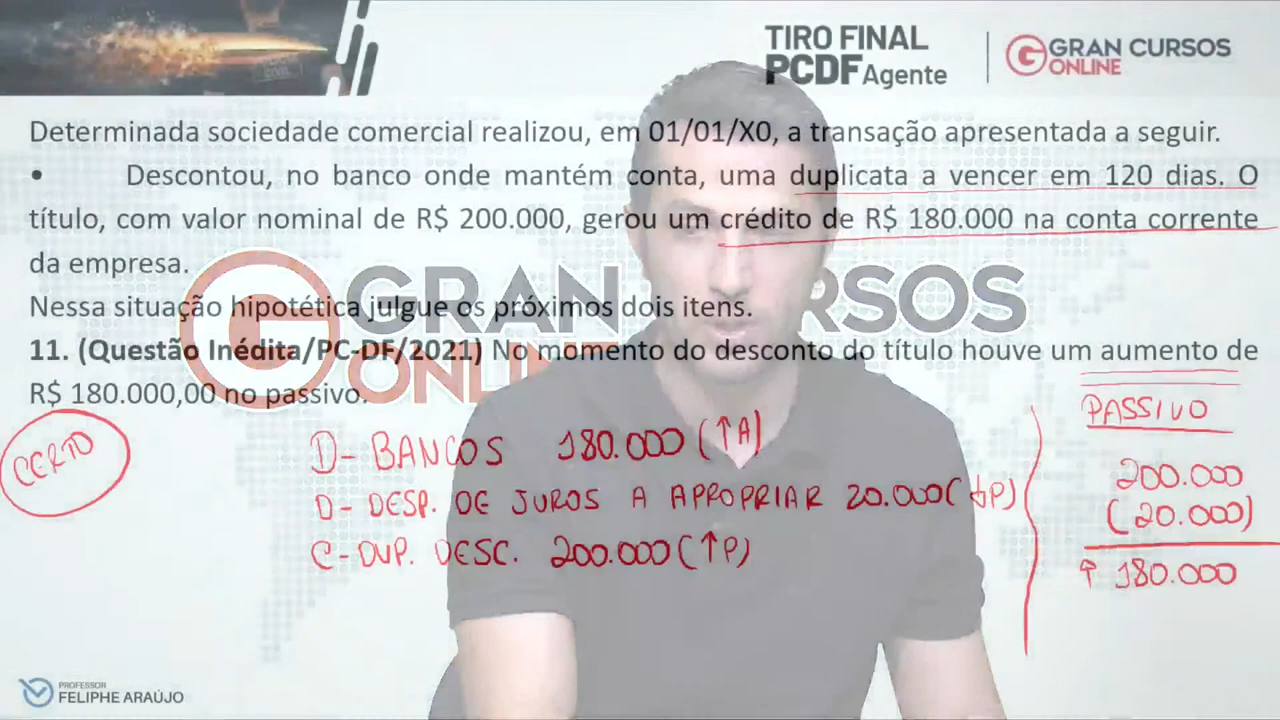 TIRO FINAL
PCDF Agente
GRAN CURSOS
ONLINE
Determinada sociedade comercial realizou, em 01/01/X0, a transação apresentada a seguir.
• Descontou, no banco onde mantém conta, uma duplicata a vencer em 120 dias. O
título, com valor nominal de R$ 200.000, gerou um crédito de R$ 180.000 na conta corrente
da empresa.
Nessa situação hipotética julgue os próximos dois itens.
11. (Questão Inédita/PC-DF/2021) No momento do desconto do título houve um aumento de
R$ 180.000,00 no passivo.
GRAN CURSOS
ONLINE
CERTO
D- BANCOS 180.000 (↑A)
D- DESP. DE JUROS A APROPRIAR 20.000 (↓P)
C- DUP. DESC. 200.000 (↑P)
PASSIVO
200.000
(20.000)
↑ 180.000
PROFESSOR
FELIPHE ARAÚJO